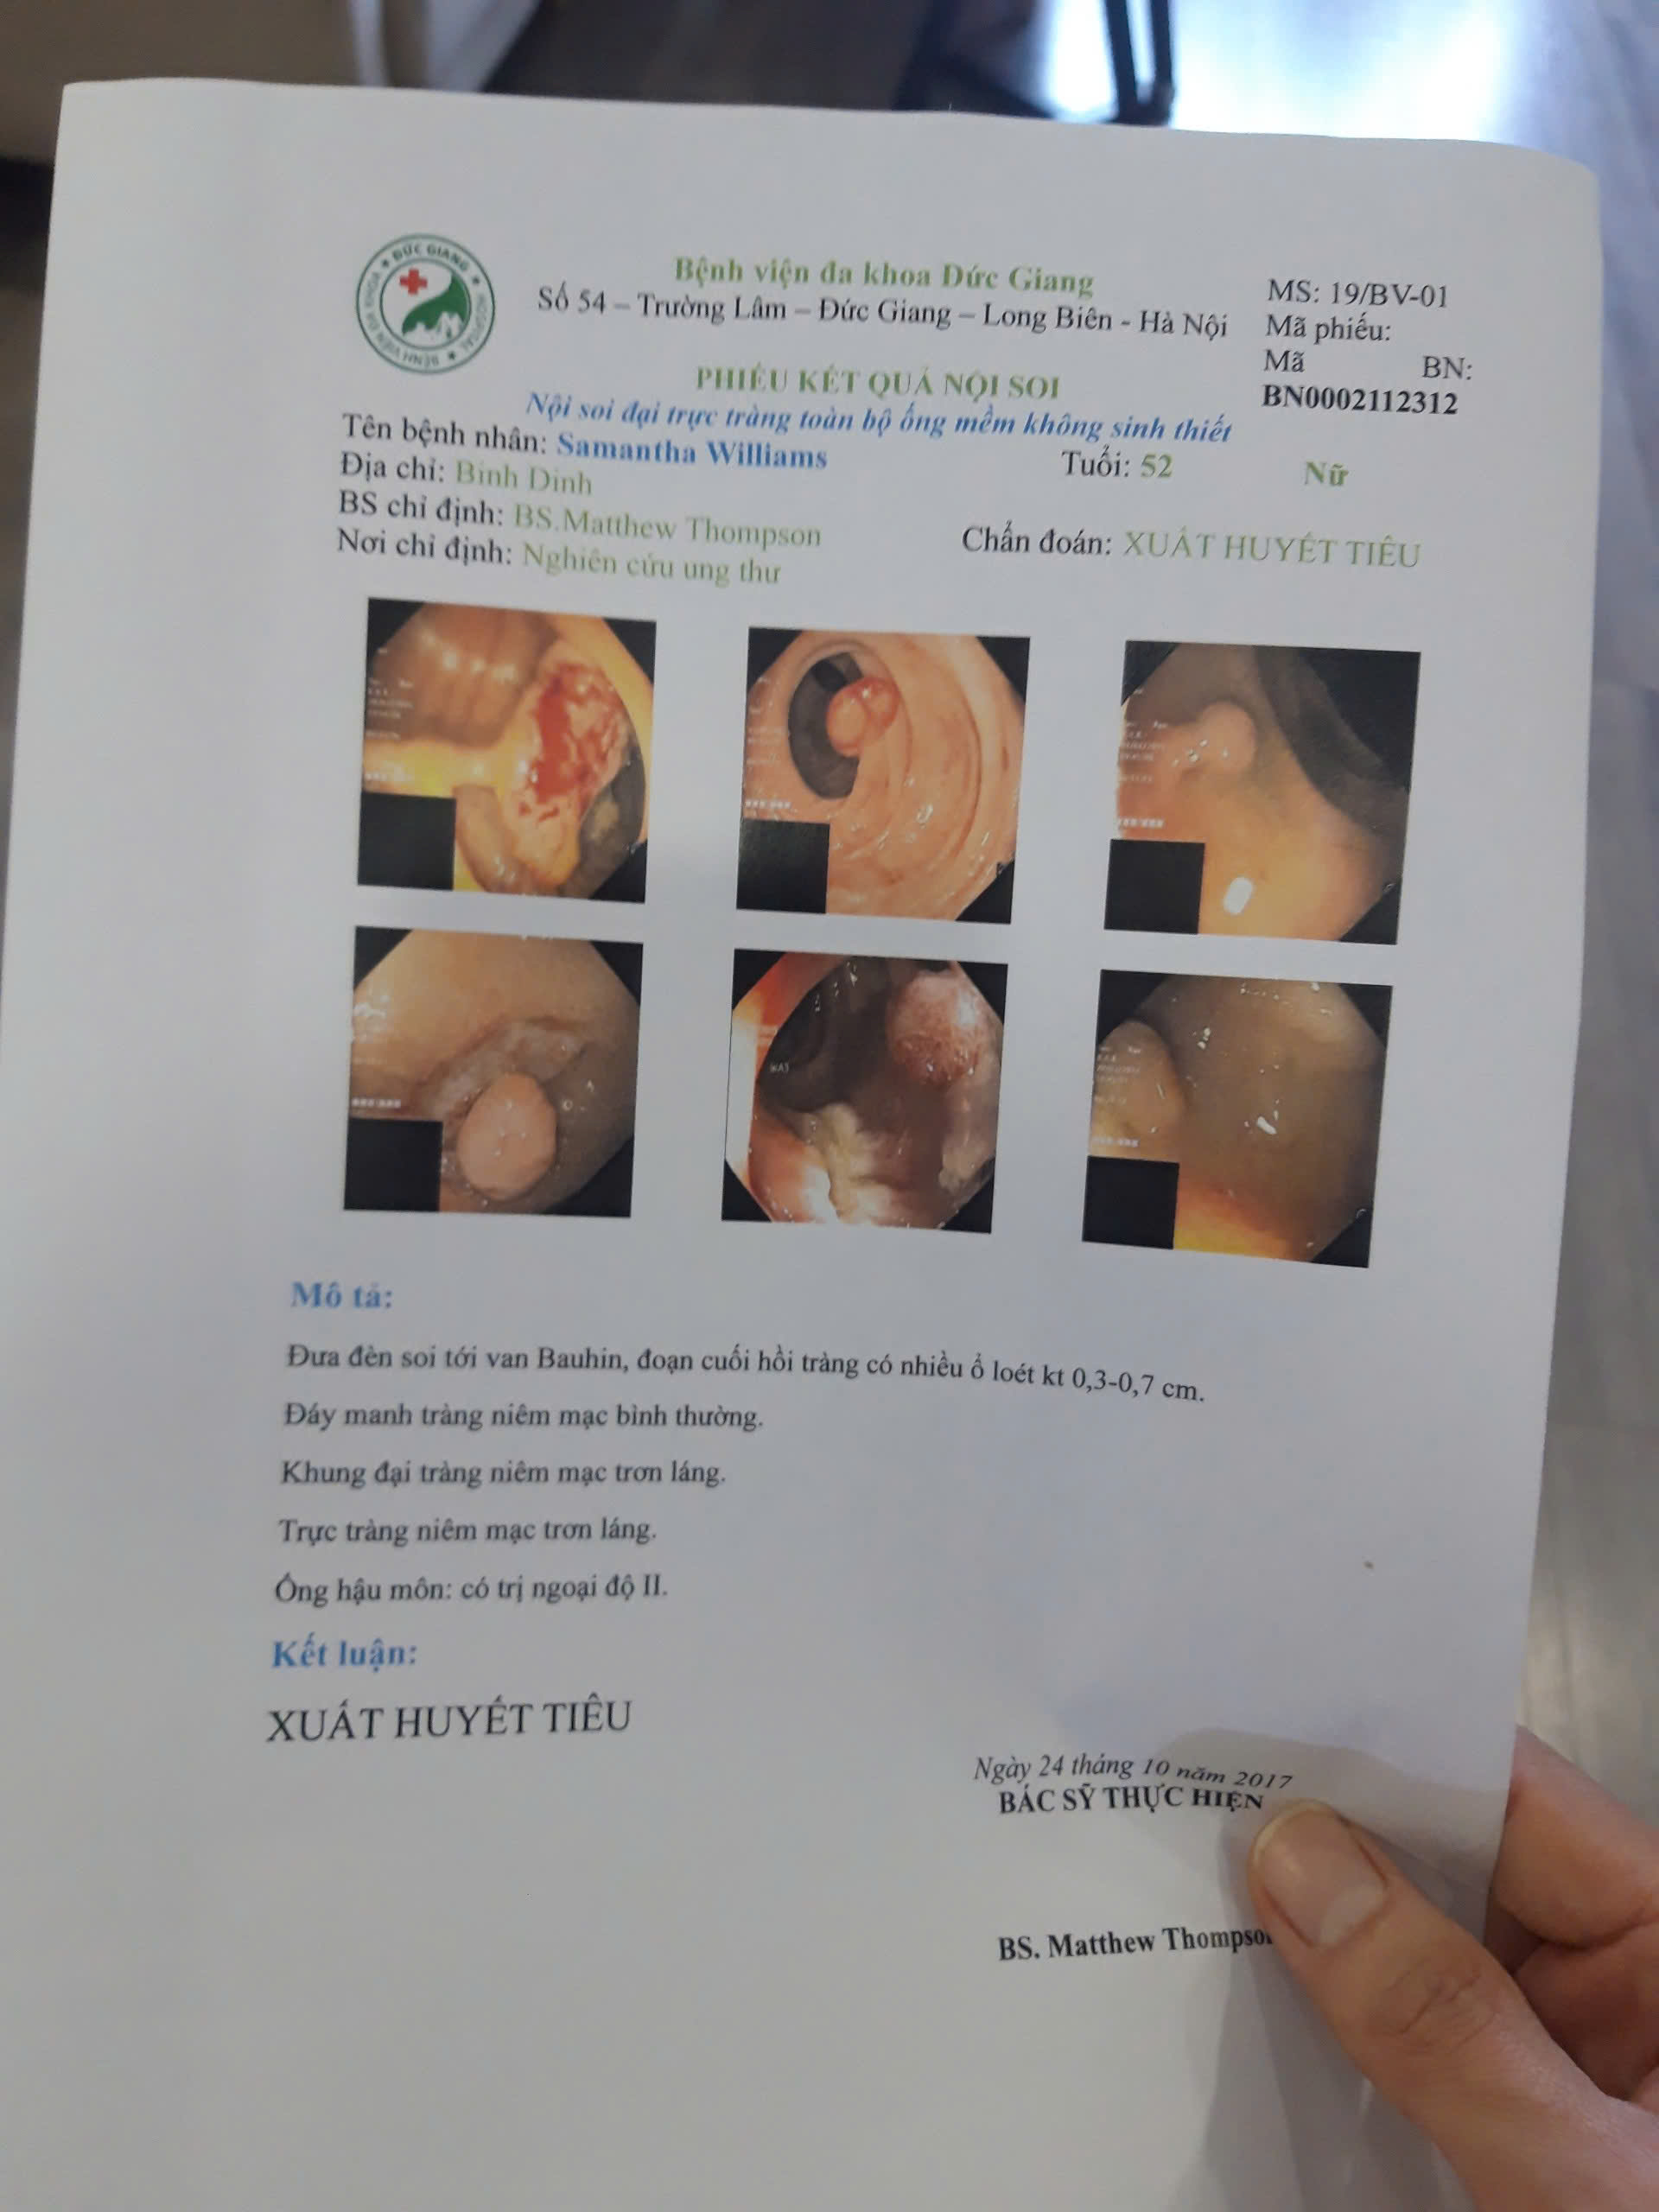 ĐỨC GIANG
BỆNH VIỆN ĐA KHOA
HOSPITAL
Bệnh viện đa khoa Đức Giang
Số 54 – Trường Lâm – Đức Giang – Long Biên - Hà Nội
MS: 19/BV-01
Mã phiếu:
Mã BN:
BN0002112312
PHIẾU KẾT QUẢ NỘI SOI
Nội soi đại trực tràng toàn bộ ống mềm không sinh thiết
Tên bệnh nhân: Samantha Williams
Tuổi: 52
Nữ
Địa chỉ: Binh Dinh
BS chỉ định: BS.Matthew Thompson
Chẩn đoán: XUẤT HUYẾT TIÊU
Nơi chỉ định: Nghiên cứu ung thư
Mô tả:
Đưa đèn soi tới van Bauhin, đoạn cuối hồi tràng có nhiều ổ loét kt 0,3-0,7 cm.
Đáy manh tràng niêm mạc bình thường.
Khung đại tràng niêm mạc trơn láng.
Trực tràng niêm mạc trơn láng.
Ống hậu môn: có trị ngoại độ II.
Kết luận:
XUẤT HUYẾT TIÊU
Ngày 24 tháng 10 năm 2017
BÁC SỸ THỰC HIỆN
BS. Matthew Thompson